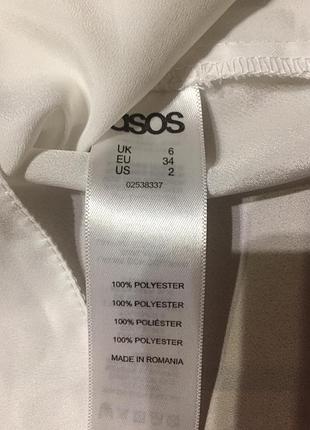 asos
UK 6
EU 34
US 2
02538337
100% POLYESTER
100% POLYESTER
100% POLIÉSTER
100% POLYESTER
MADE IN ROMANIA